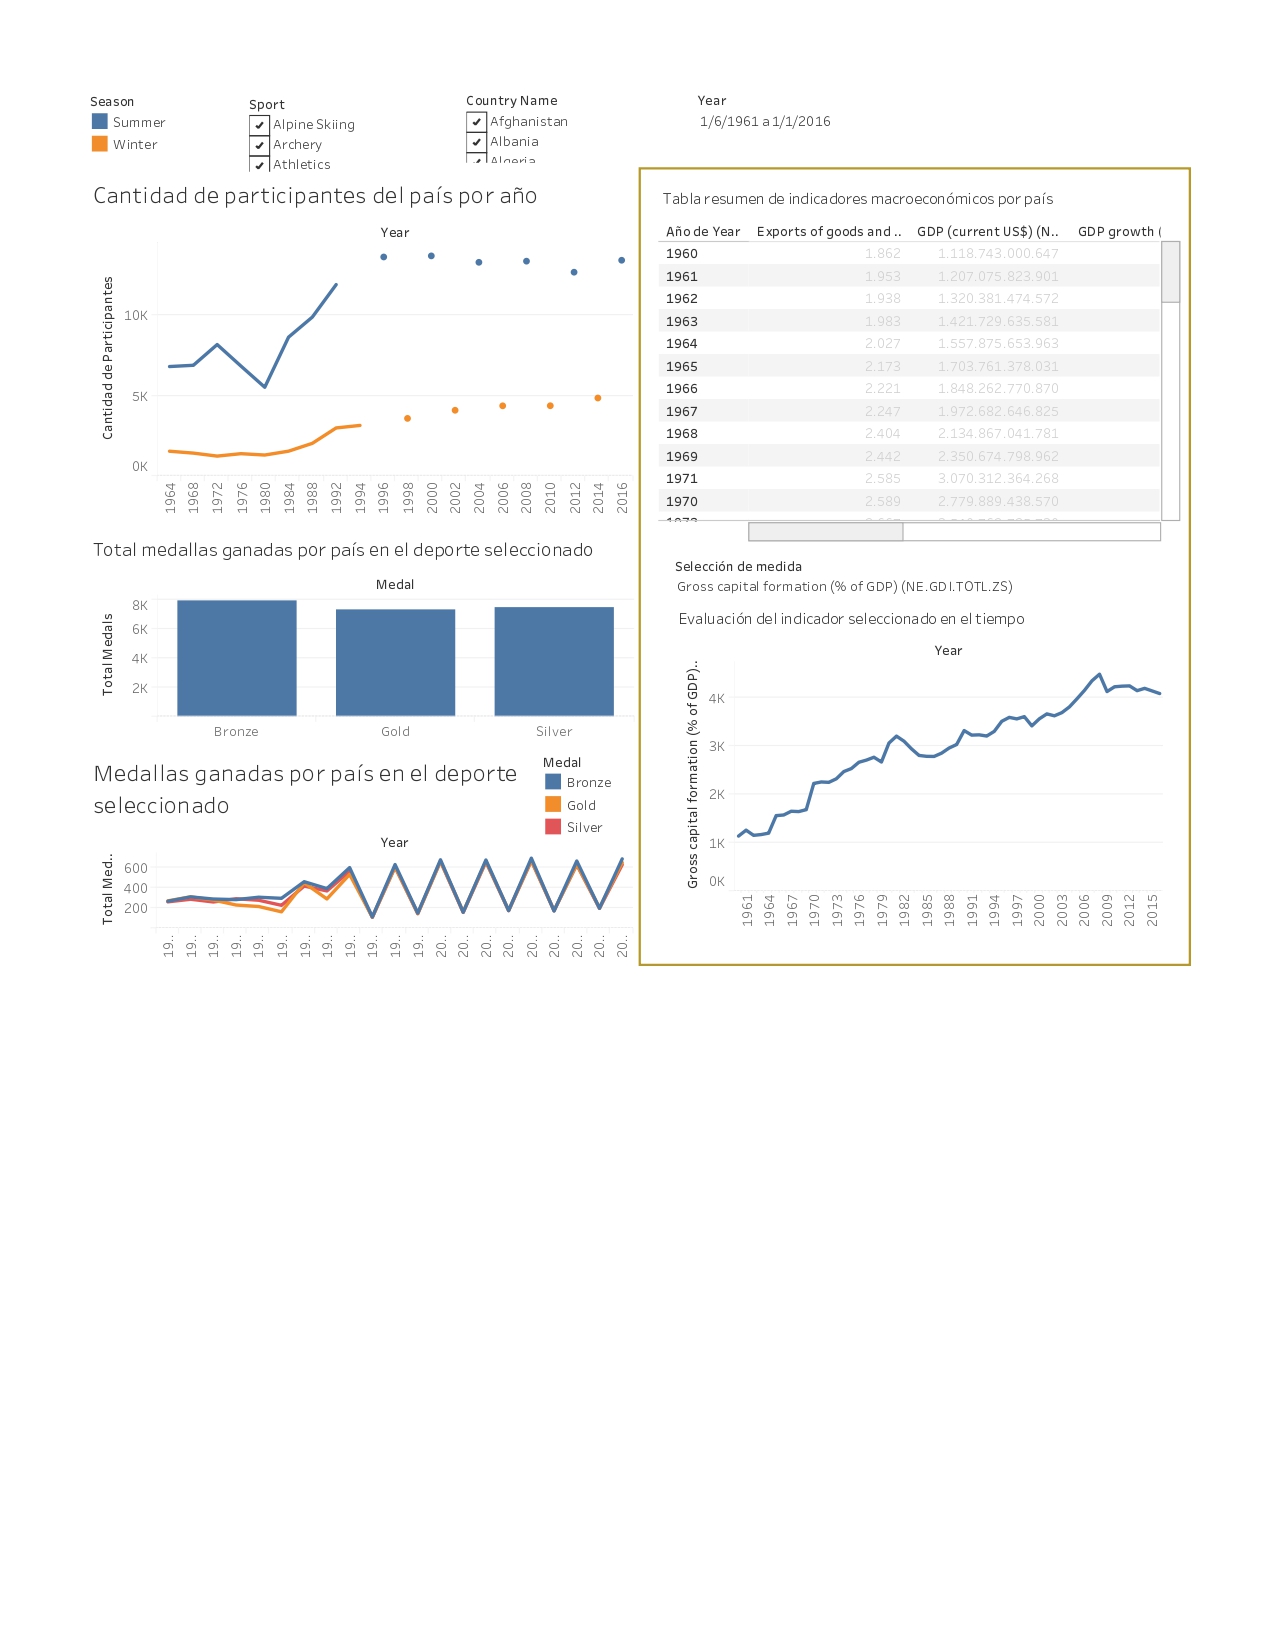 Season
Summer
Winter
Sport
Alpine Skiing
Archery
Athletics
Country Name
Afghanistan
Albania
Algeria
Year
1/6/1961 a 1/1/2016
Cantidad de participantes del país por año
Year
Cantidad de Participantes
10K
5K
0K
1964 1968 1972 1976 1980 1984 1988 1992 1994 1996 1998 2000 2002 2004 2006 2008 2010 2012 2014 2016
Total medallas ganadas por país en el deporte seleccionado
Medal
Total Medals
8K
6K
4K
2K
Bronze Gold Silver
Medallas ganadas por país en el deporte
seleccionado
Medal
Bronze
Gold
Silver
Year
Total Med..
600
400
200
19.. 19.. 19.. 19.. 19.. 19.. 19.. 19.. 19.. 19.. 19.. 19.. 20.. 20.. 20.. 20.. 20.. 20.. 20.. 20.. 20..
Tabla resumen de indicadores macroeconómicos por país
Año de Year Exports of goods and .. GDP (current US$) (N.. GDP growth (
1960 1.862 1.118.743.000.647
1961 1.953 1.207.075.823.901
1962 1.938 1.320.381.474.572
1963 1.983 1.421.729.635.581
1964 2.027 1.557.875.653.963
1965 2.173 1.703.761.378.031
1966 2.221 1.848.262.770.870
1967 2.247 1.972.682.646.825
1968 2.404 2.134.867.041.781
1969 2.442 2.350.674.798.962
1971 2.585 3.070.312.364.268
1970 2.589 2.779.889.438.570
Selección de medida
Gross capital formation (% of GDP) (NE.GDI.TOTL.ZS)
Evaluación del indicador seleccionado en el tiempo
Year
Gross capital formation (% of GDP)..
4K
3K
2K
1K
0K
1961 1964 1967 1970 1973 1976 1979 1982 1985 1988 1991 1994 1997 2000 2003 2006 2009 2012 2015